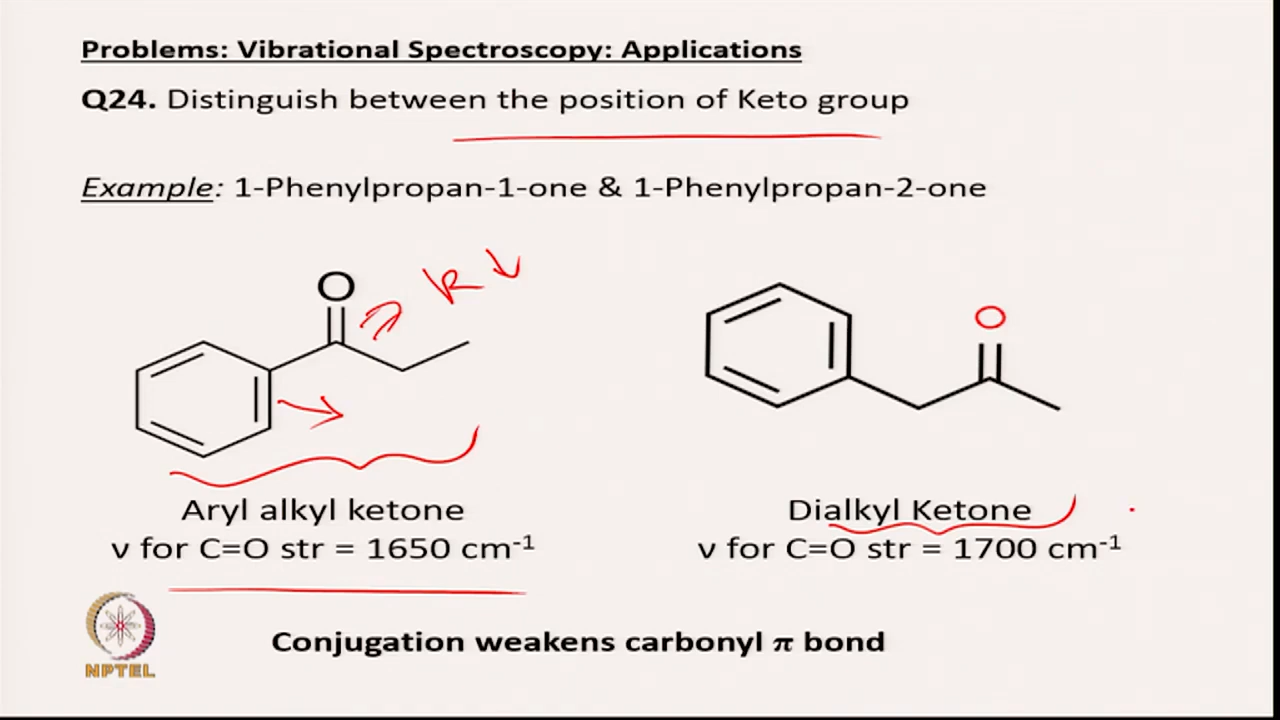 Problems: Vibrational Spectroscopy: Applications
Q24. Distinguish between the position of Keto group
Example: 1-Phenylpropan-1-one & 1-Phenylpropan-2-one
O
k ↓
O
Aryl alkyl ketone
ν for C=O str = 1650 cm⁻¹
Dialkyl Ketone
ν for C=O str = 1700 cm⁻¹
Conjugation weakens carbonyl π bond
NPTEL